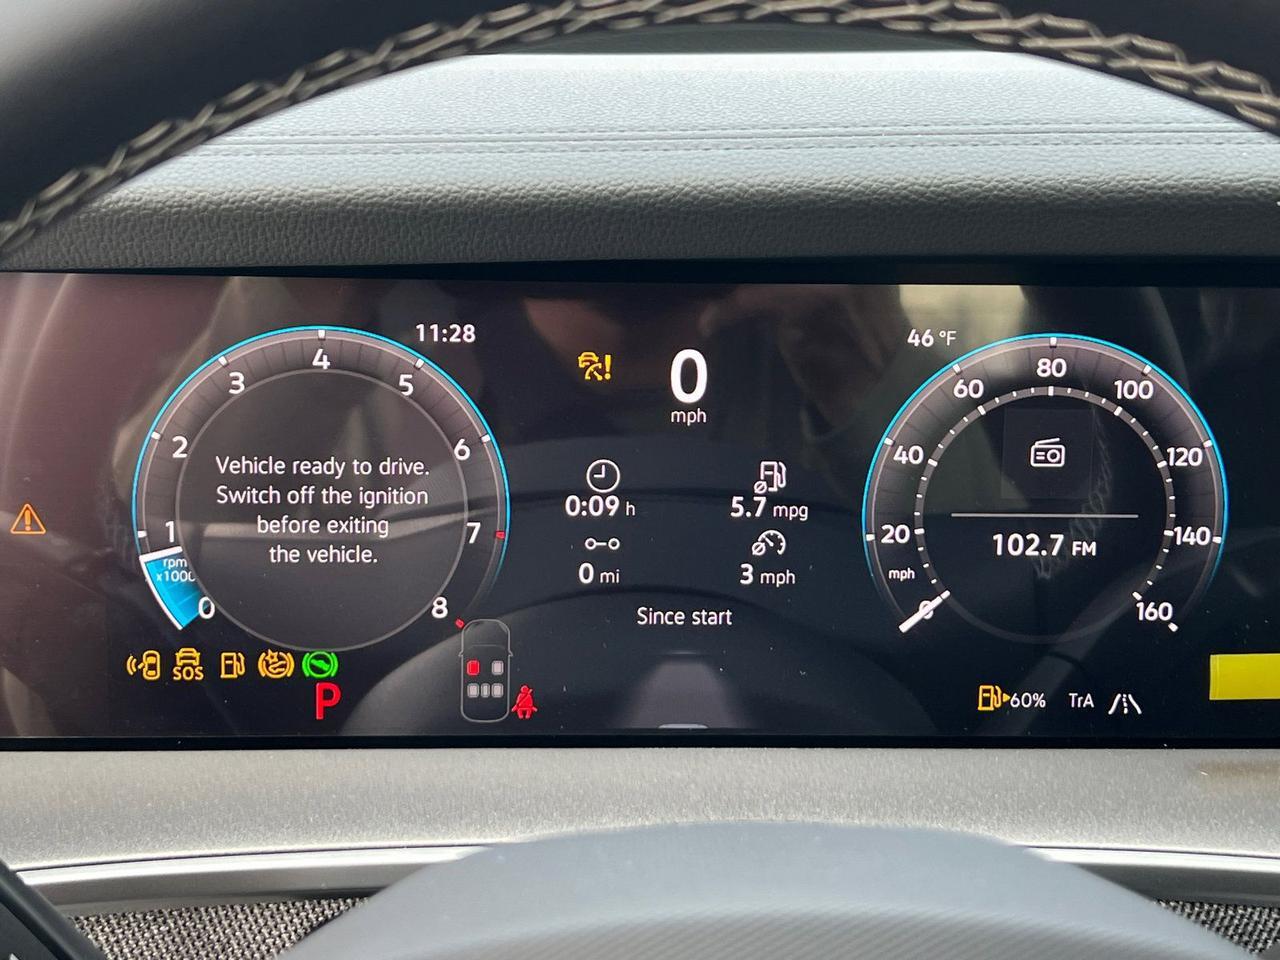 11:28
46 °F
0
mph
Vehicle ready to drive.
Switch off the ignition
before exiting
the vehicle.
0
1
2
3
4
5
6
7
8
rpm
x1000
0:09 h
5.7 mpg
0 mi
3 mph
Since start
0
20
40
60
80
100
120
140
160
mph
102.7 FM
SOS
P
60%
TrA